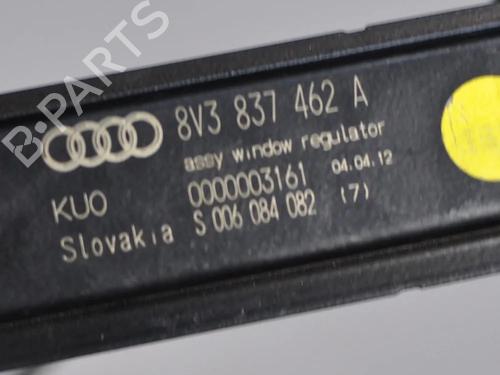 8V3 837 462 A
assy window regulator
KUO 0000003161 04.04.12
Slovakia S 006 084 082 (7)
B-PARTS